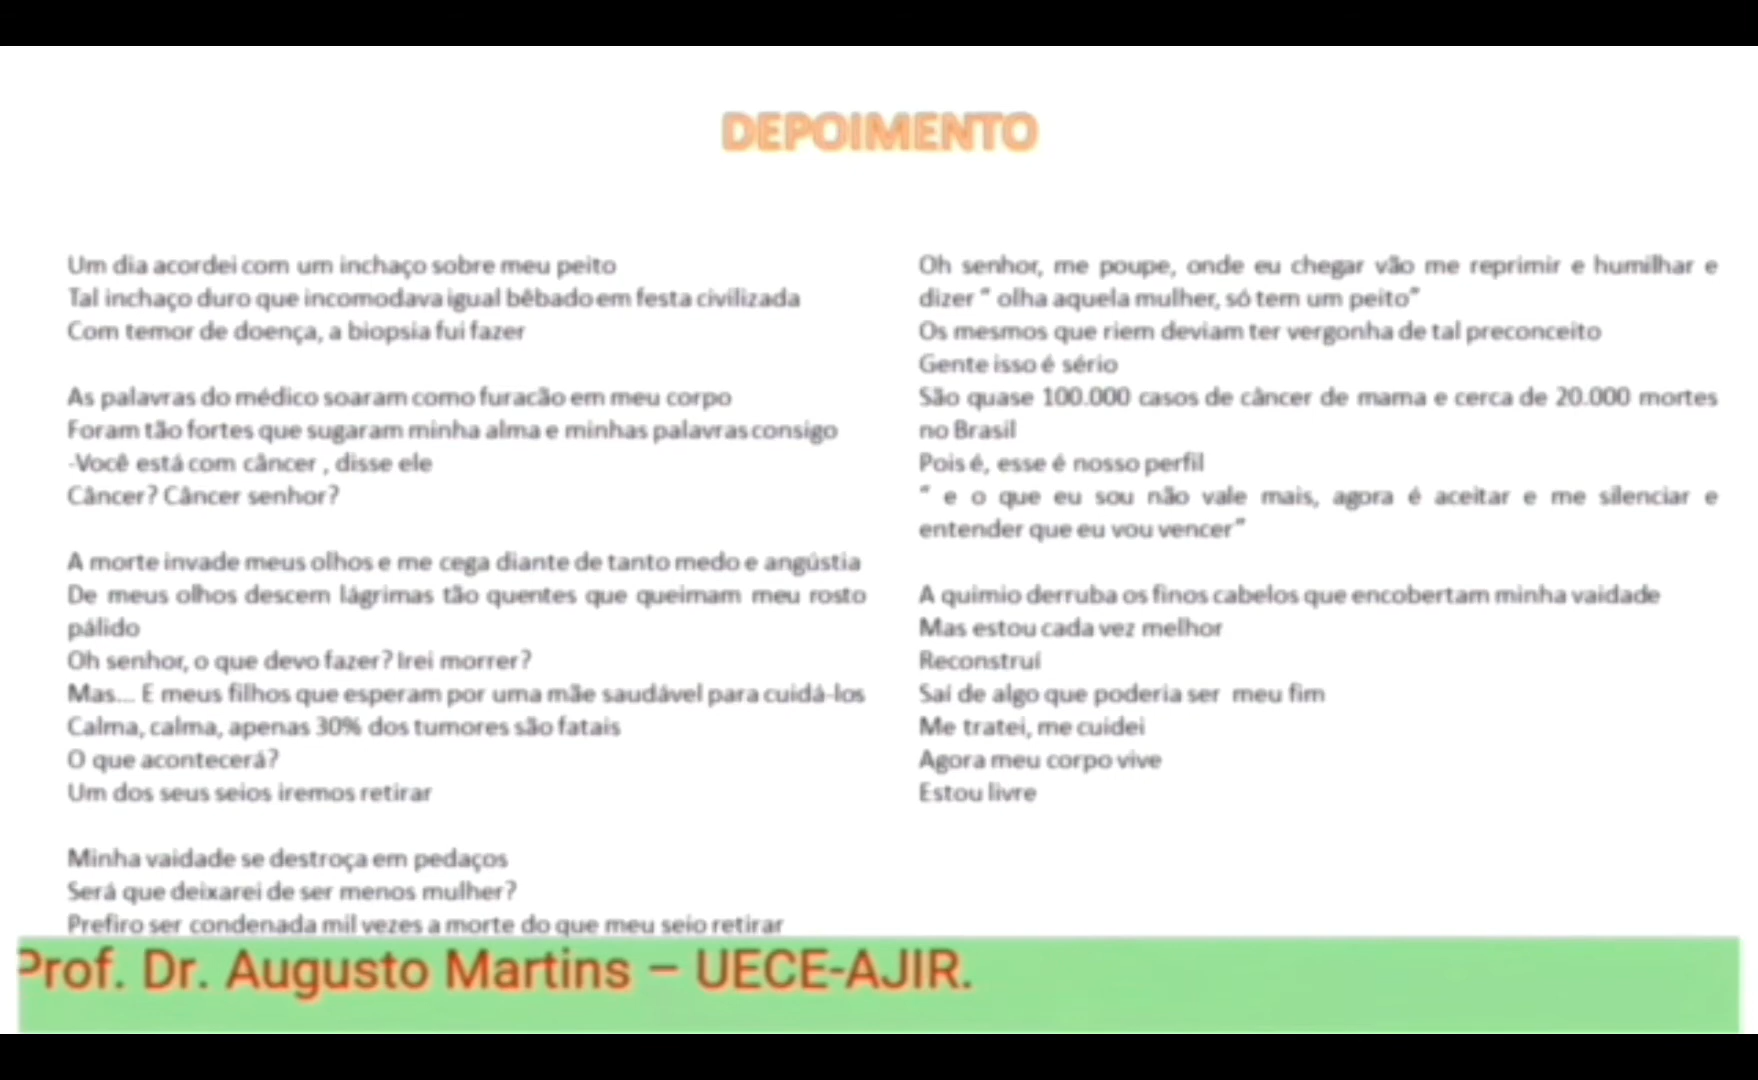 DEPOIMENTO
Um dia acordei com um inchaço sobre meu peito
Tal inchaço duro que incomodava igual bêbado em festa civilizada
Com temor de doença, a biopsia fui fazer
As palavras do médico soaram como furacão em meu corpo
Foram tão fortes que sugaram minha alma e minhas palavras consigo
-Você está com câncer , disse ele
Câncer? Câncer senhor?
A morte invade meus olhos e me cega diante de tanto medo e angústia
De meus olhos descem lágrimas tão quentes que queimam meu rosto
pálido
Oh senhor, o que devo fazer? Irei morrer?
Mas... E meus filhos que esperam por uma mãe saudável para cuidá-los
Calma, calma, apenas 30% dos tumores são fatais
O que acontecerá?
Um dos seus seios iremos retirar
Minha vaidade se destroça em pedaços
Será que deixarei de ser menos mulher?
Prefiro ser condenada mil vezes a morte do que meu seio retirar
Oh senhor, me poupe, onde eu chegar vão me reprimir e humilhar e
dizer " olha aquela mulher, só tem um peito"
Os mesmos que riem deviam ter vergonha de tal preconceito
Gente isso é sério
São quase 100.000 casos de câncer de mama e cerca de 20.000 mortes
no Brasil
Pois é, esse é nosso perfil
" e o que eu sou não vale mais, agora é aceitar e me silenciar e
entender que eu vou vencer"
A quimio derruba os finos cabelos que encobertam minha vaidade
Mas estou cada vez melhor
Reconstruí
Saí de algo que poderia ser meu fim
Me tratei, me cuidei
Agora meu corpo vive
Estou livre
Prof. Dr. Augusto Martins – UECE-AJIR.